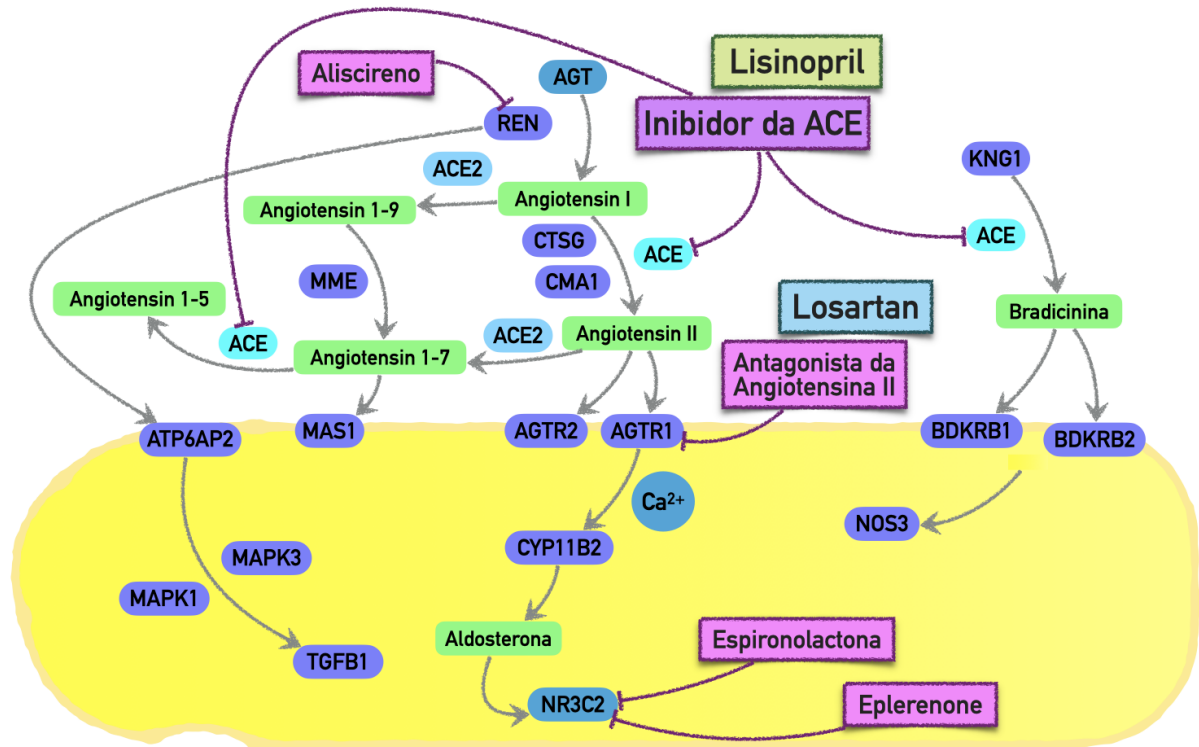 Lisinopril
Aliscireno
AGT
Inibidor da ACE
REN
KNG1
ACE2
Angiotensin I
Angiotensin 1-9
CTSG
ACE
ACE
MME
CMA1
Angiotensin 1-5
Losartan
Bradicinina
ACE
ACE2
Angiotensin II
Angiotensin 1-7
Antagonista da
Angiotensina II
ATP6AP2
MAS1
AGTR2
AGTR1
BDKRB1
BDKRB2
Ca²⁺
NOS3
CYP11B2
MAPK3
MAPK1
Aldosterona
Espironolactona
TGFB1
NR3C2
Eplerenone